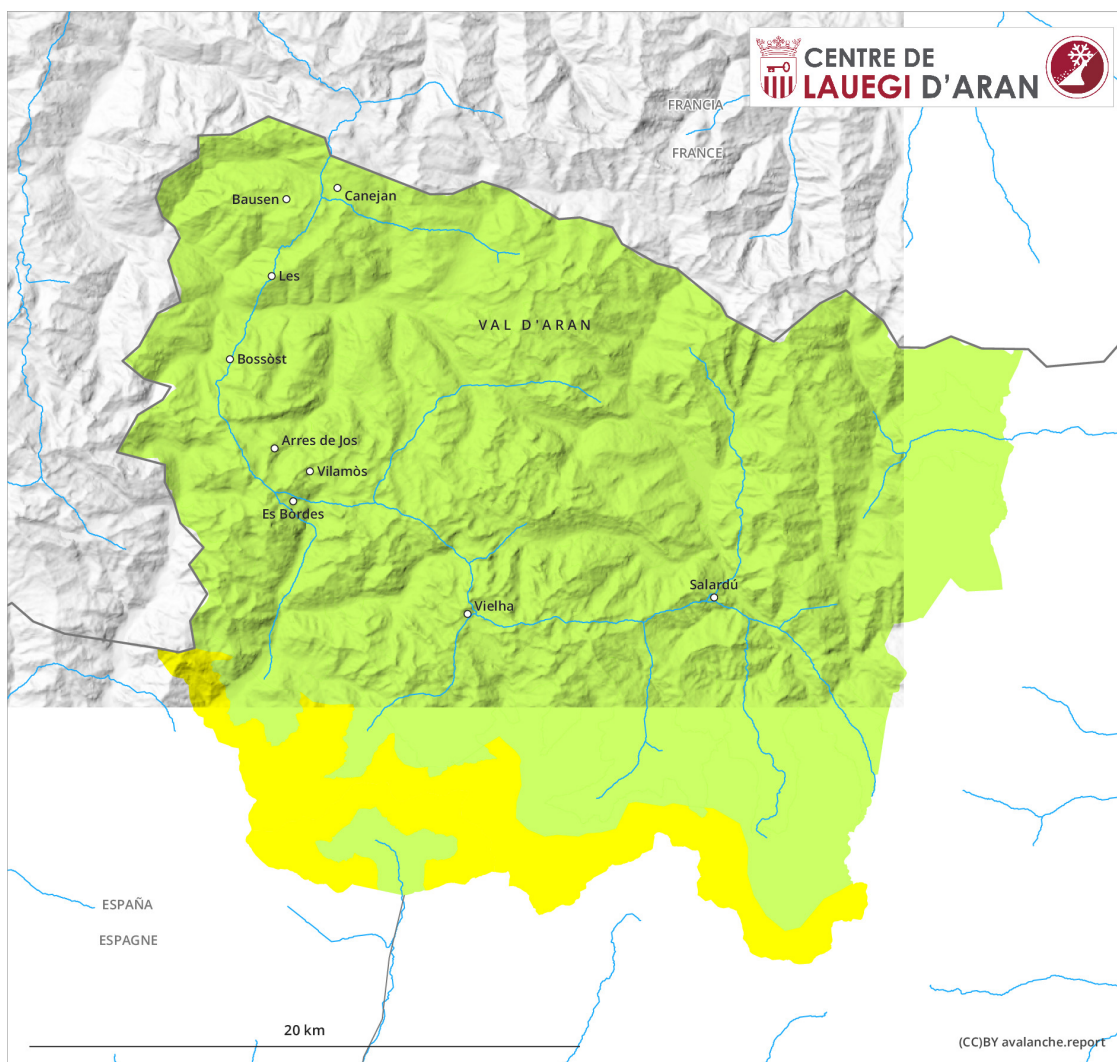 CENTRE DE
LAUEGI D'ARAN
FRANCIA
FRANCE
Bausen
Canejan
Les
VAL D'ARAN
Bossòst
Arres de Jos
Vilamòs
Es Bòrdes
Salardú
Vielha
ESPAÑA
ESPAGNE
20 km
(CC)BY avalanche.report